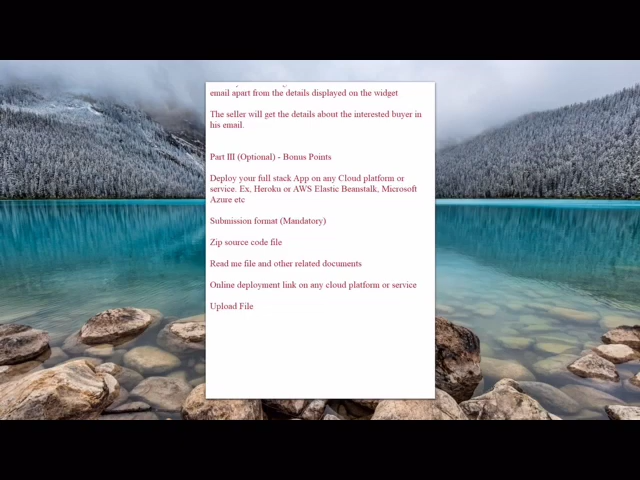 email apart from the details displayed on the widget
The seller will get the details about the interested buyer in
his email.
Part III (Optional) - Bonus Points
Deploy your full stack App on any Cloud platform or
service. Ex, Heroku or AWS Elastic Beanstalk, Microsoft
Azure etc
Submission format (Mandatory)
Zip source code file
Read me file and other related documents
Online deployment link on any cloud platform or service
Upload File